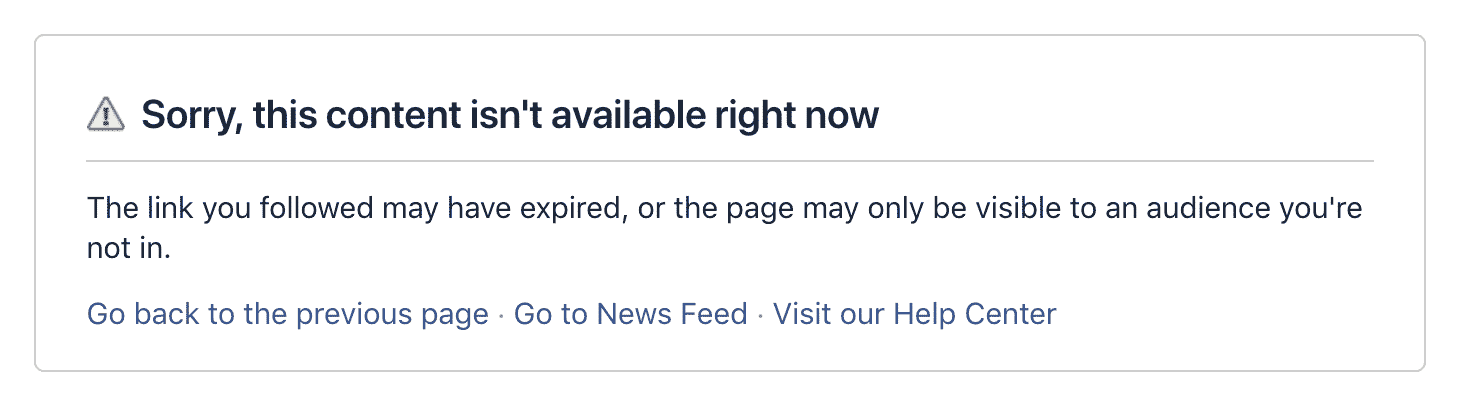 Sorry, this content isn't available right now
The link you followed may have expired, or the page may only be visible to an audience you're
not in.
Go back to the previous page · Go to News Feed · Visit our Help Center